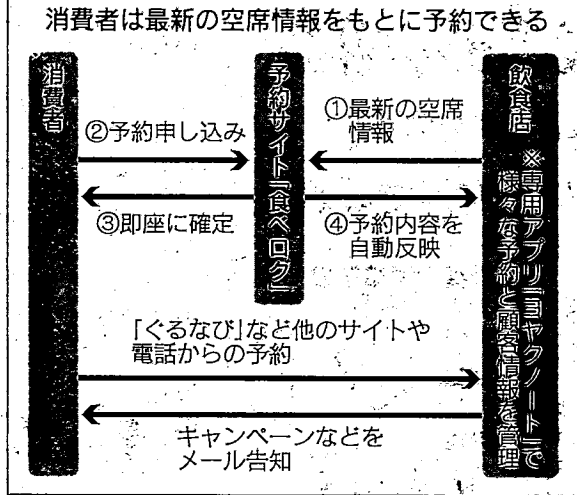 消費者は最新の空席情報をもとに予約できる
消費者
②予約申し込み
③即座に確定
予約サイト「食べログ」
①最新の空席
情報
④予約内容を
自動反映
飲食店 ※専用アプリ「ヨヤクノート」で
様々な予約と顧客情報を管理
「ぐるなび」など他のサイトや
電話からの予約
キャンペーンなどを
メール告知